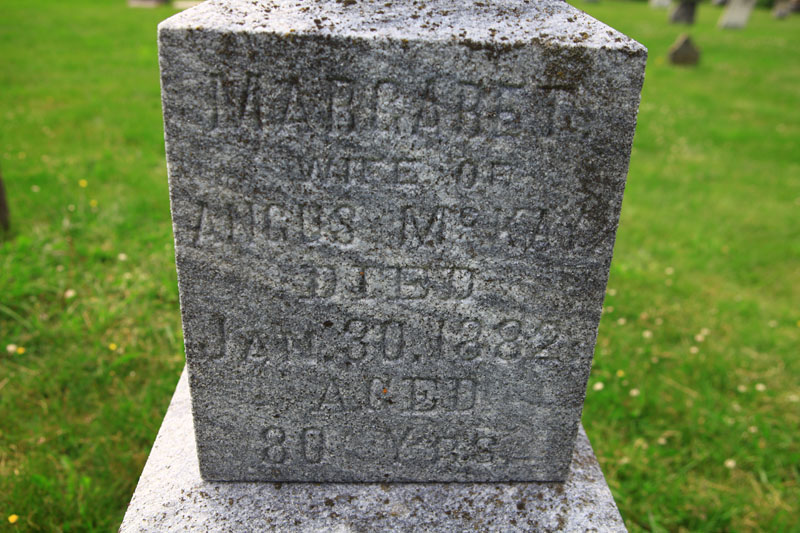 MARGARET
WIFE OF
ANGUS McKAY
DIED
JAN. 30, 1882
AGED
80 YRS.